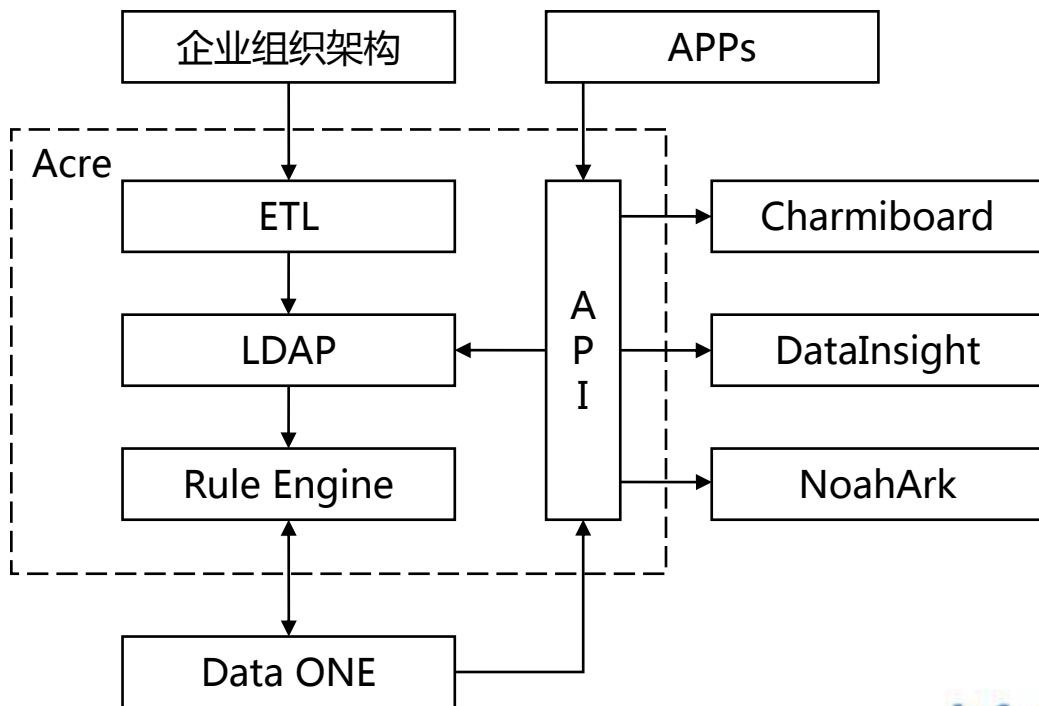 企业组织架构
APPs
Acre
ETL
Charmiboard
LDAP
A
P
I
DataInsight
Rule Engine
NoahArk
Data ONE